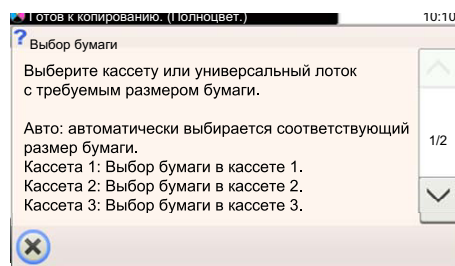 Готов к копированию. (Полноцвет.)
10:10
? Выбор бумаги
Выберите кассету или универсальный лоток
с требуемым размером бумаги.
Авто: автоматически выбирается соответствующий
размер бумаги.
1/2
Кассета 1: Выбор бумаги в кассете 1.
Кассета 2: Выбор бумаги в кассете 2.
Кассета 3: Выбор бумаги в кассете 3.